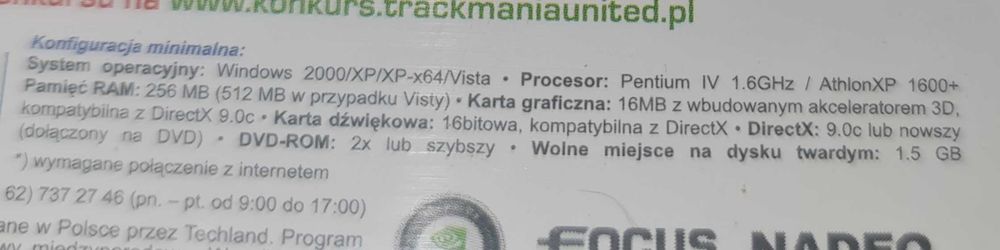 www.konkurs.trackmaniaunited.pl
Konfiguracja minimalna:
System operacyjny: Windows 2000/XP/XP-x64/Vista • Procesor: Pentium IV 1.6GHz / AthlonXP 1600+
Pamięć RAM: 256 MB (512 MB w przypadku Visty) • Karta graficzna: 16MB z wbudowanym akceleratorem 3D,
kompatybilna z DirectX 9.0c • Karta dźwiękowa: 16bitowa, kompatybilna z DirectX • DirectX: 9.0c lub nowszy
(dołączony na DVD) • DVD-ROM: 2x lub szybszy • Wolne miejsce na dysku twardym: 1.5 GB
*) wymagane połączenie z internetem
62) 737 27 46 (pn. – pt. od 9:00 do 17:00)
ane w Polsce przez Techland. Program
FOCUS NADEO